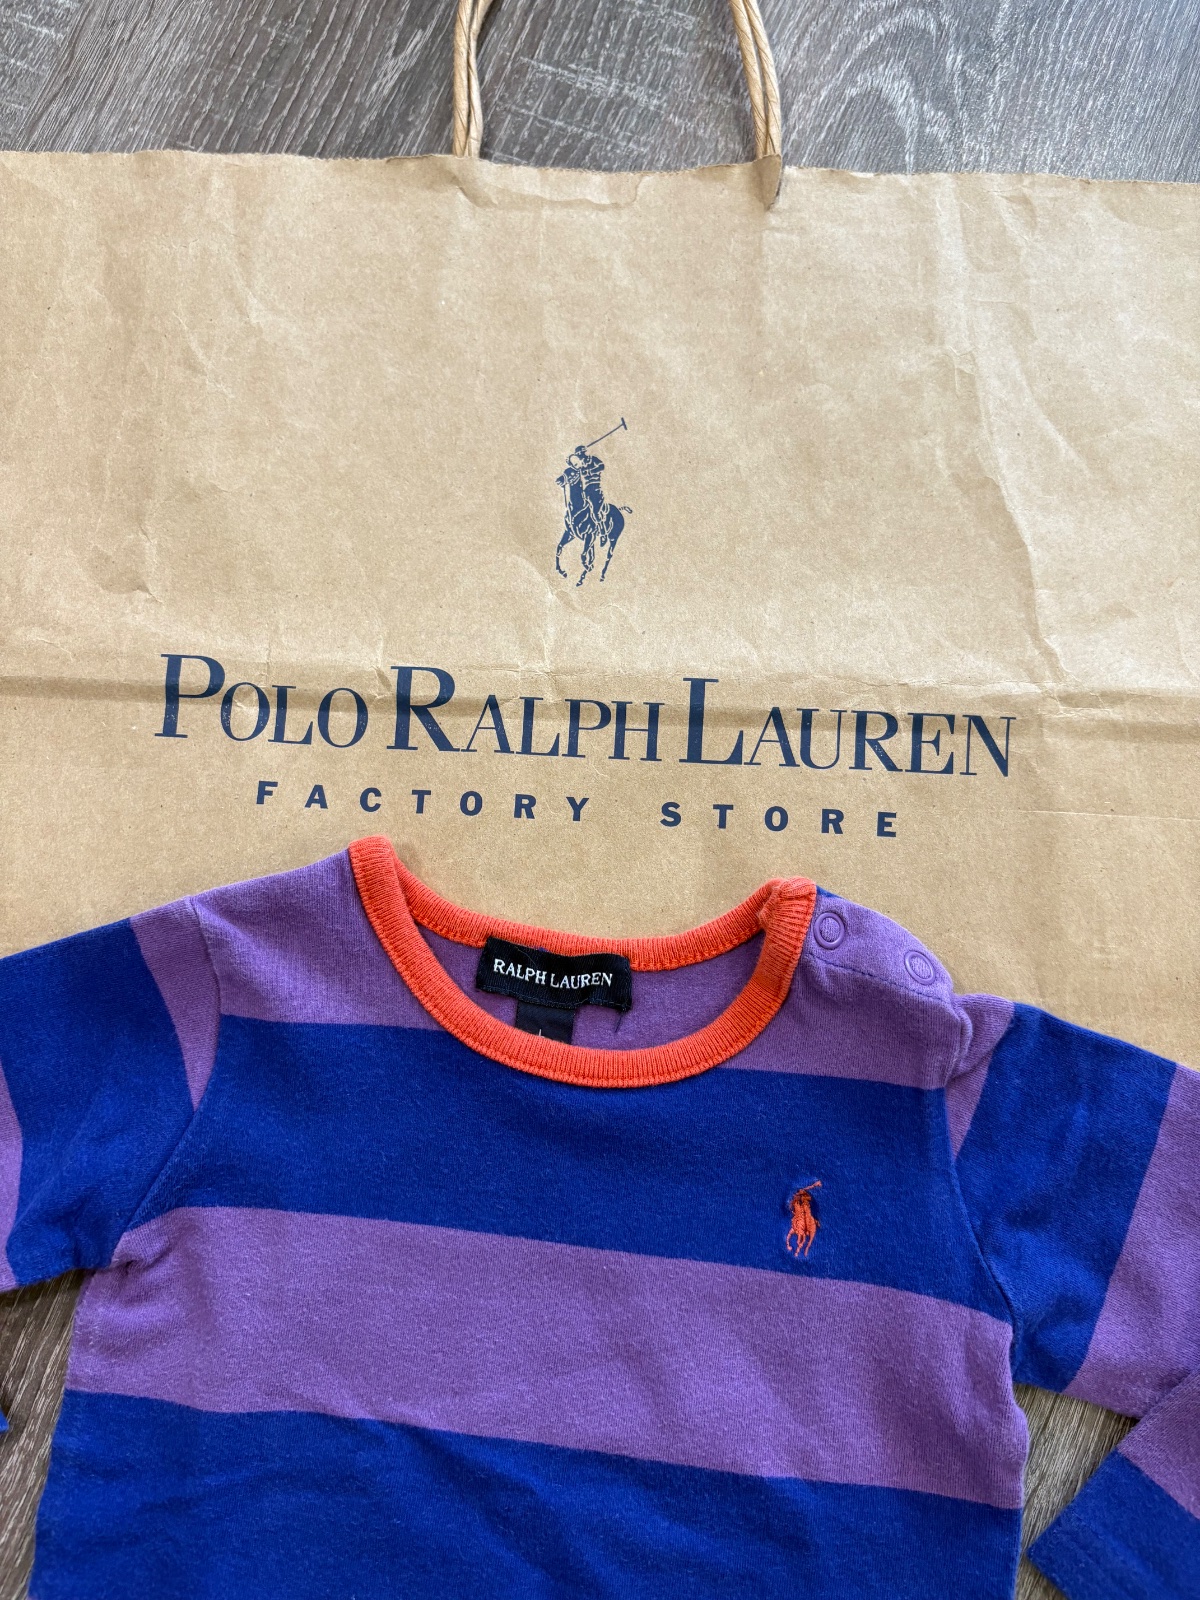 POLO RALPH LAUREN
FACTORY STORE
RALPH LAUREN